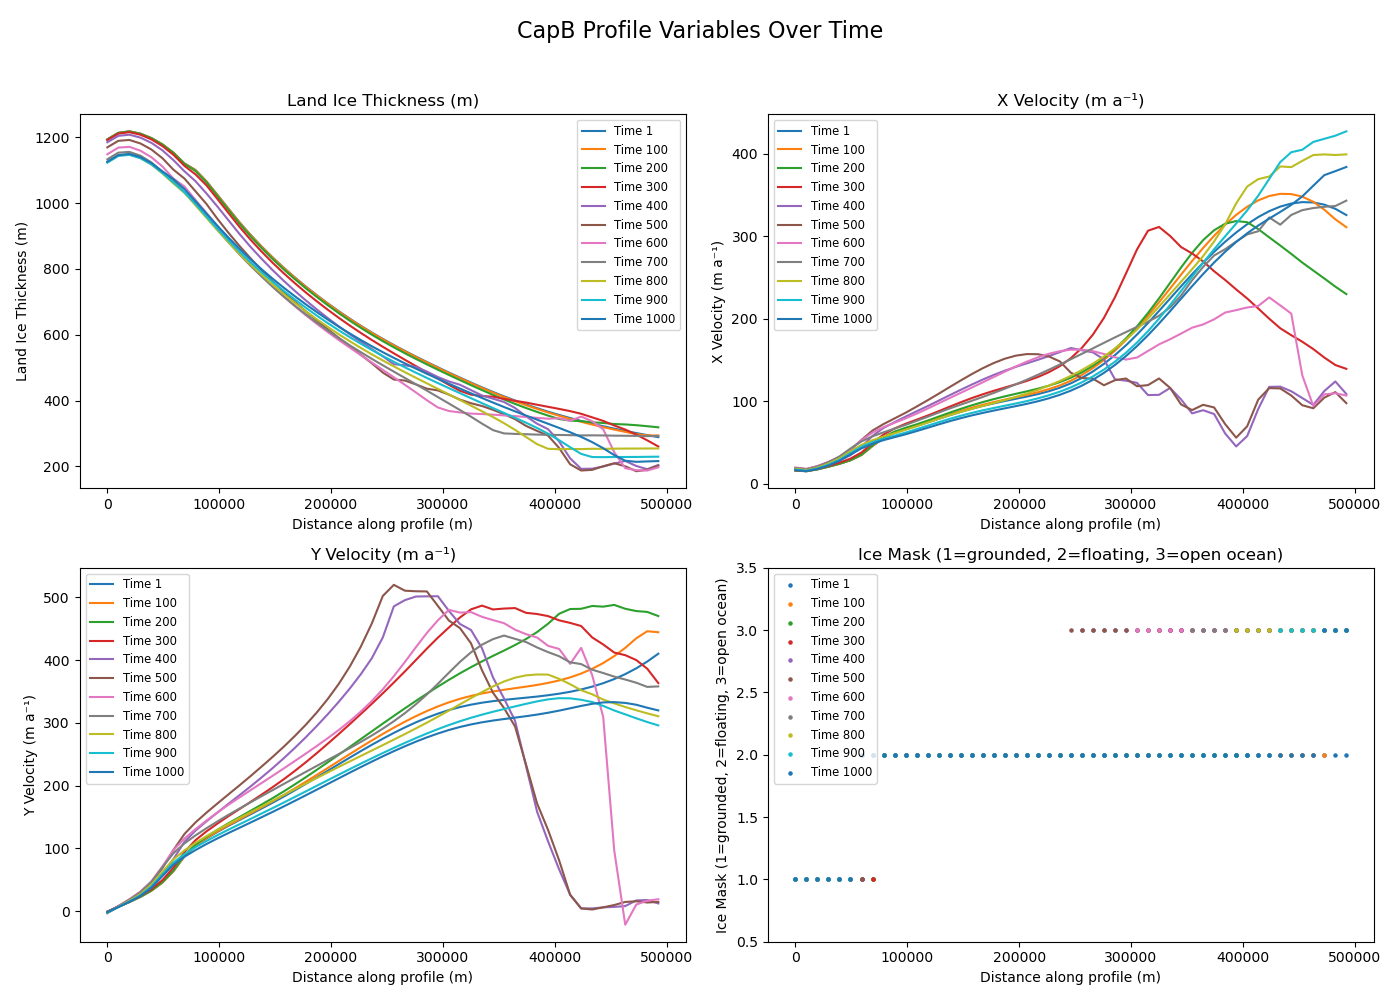 CapB Profile Variables Over Time
Land Ice Thickness (m)
Land Ice Thickness (m)
1200
1000
800
600
400
200
Time 1
Time 100
Time 200
Time 300
Time 400
Time 500
Time 600
Time 700
Time 800
Time 900
Time 1000
0
100000
200000
300000
400000
500000
Distance along profile (m)
X Velocity (m a⁻¹)
X Velocity (m a⁻¹)
400
300
200
100
0
Time 1
Time 100
Time 200
Time 300
Time 400
Time 500
Time 600
Time 700
Time 800
Time 900
Time 1000
0
100000
200000
300000
400000
500000
Distance along profile (m)
Y Velocity (m a⁻¹)
Y Velocity (m a⁻¹)
500
400
300
200
100
0
Time 1
Time 100
Time 200
Time 300
Time 400
Time 500
Time 600
Time 700
Time 800
Time 900
Time 1000
0
100000
200000
300000
400000
500000
Distance along profile (m)
Ice Mask (1=grounded, 2=floating, 3=open ocean)
Ice Mask (1=grounded, 2=floating, 3=open ocean)
3.5
3.0
2.5
2.0
1.5
1.0
0.5
Time 1
Time 100
Time 200
Time 300
Time 400
Time 500
Time 600
Time 700
Time 800
Time 900
Time 1000
0
100000
200000
300000
400000
500000
Distance along profile (m)